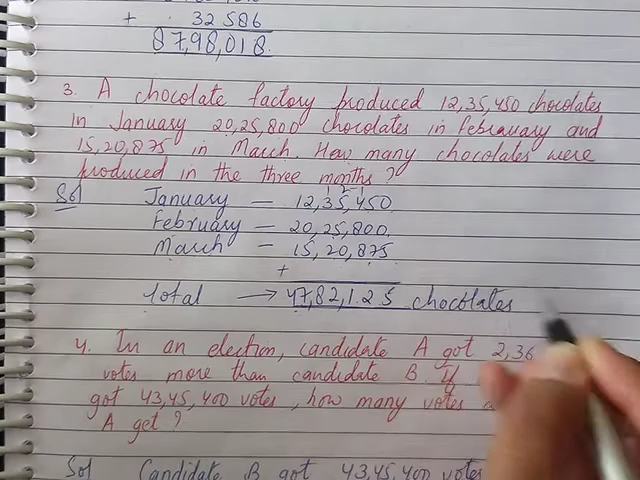 + 32586
87,98,018.
3. A chocolate factory produced 12,35,450 chocolates
in January 20,25,800 chocolates in February and
15,20,875 in March. How many chocolates were
produced in the three months?
Sol January — 12,35,450
February — 20,25,800
March — 15,20,875
+
Total → 47,82,125 chocolates
4. In an election, candidate A got 2,36
votes more than candidate B. If
got 43,45,400 votes, how many votes
A get?
Sol Candidate B got 43,45,400 votes